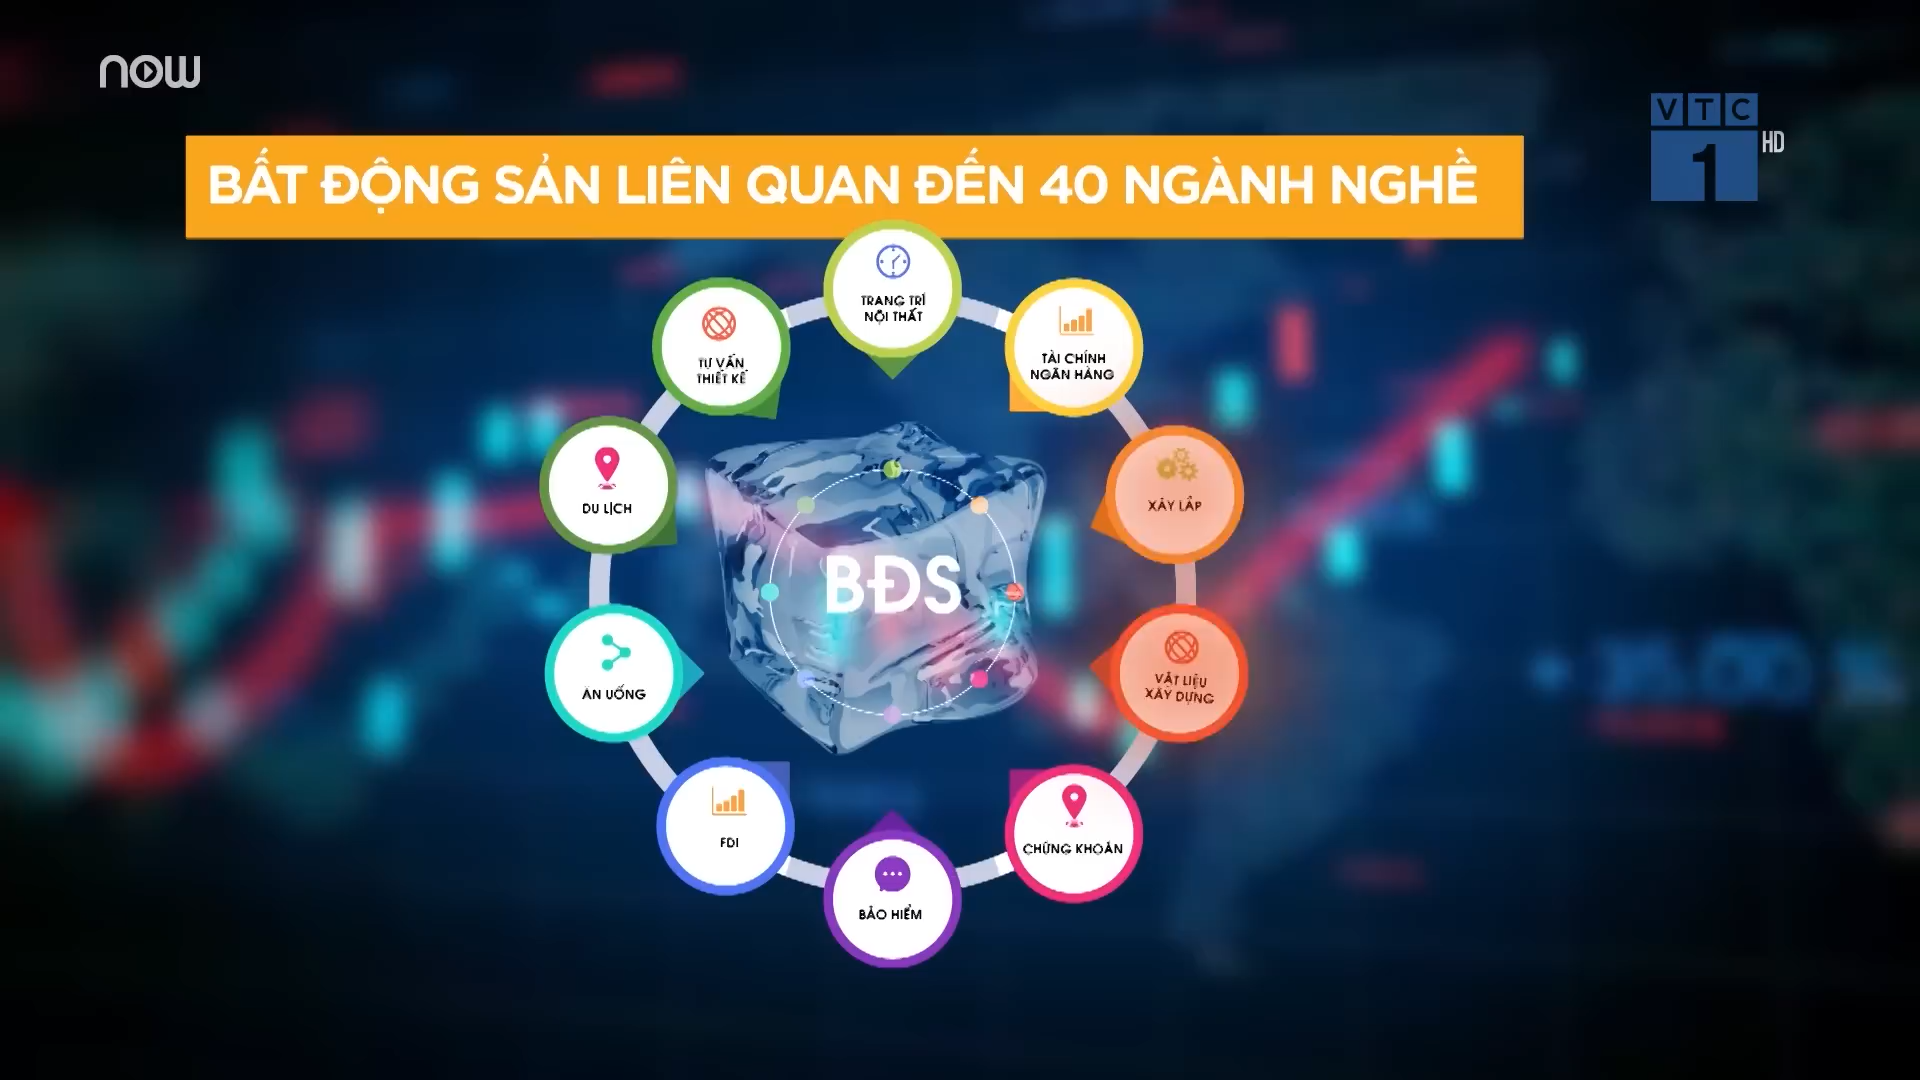 now
VTC
1 HD
BẤT ĐỘNG SẢN LIÊN QUAN ĐẾN 40 NGÀNH NGHỀ
TRANG TRÍ
NỘI THẤT
TÀI CHÍNH
NGÂN HÀNG
XÂY LẮP
VẬT LIỆU
XÂY DỰNG
CHỨNG KHOÁN
BẢO HIỂM
FDI
ĂN UỐNG
DU LỊCH
TƯ VẤN
THIẾT KẾ
BĐS